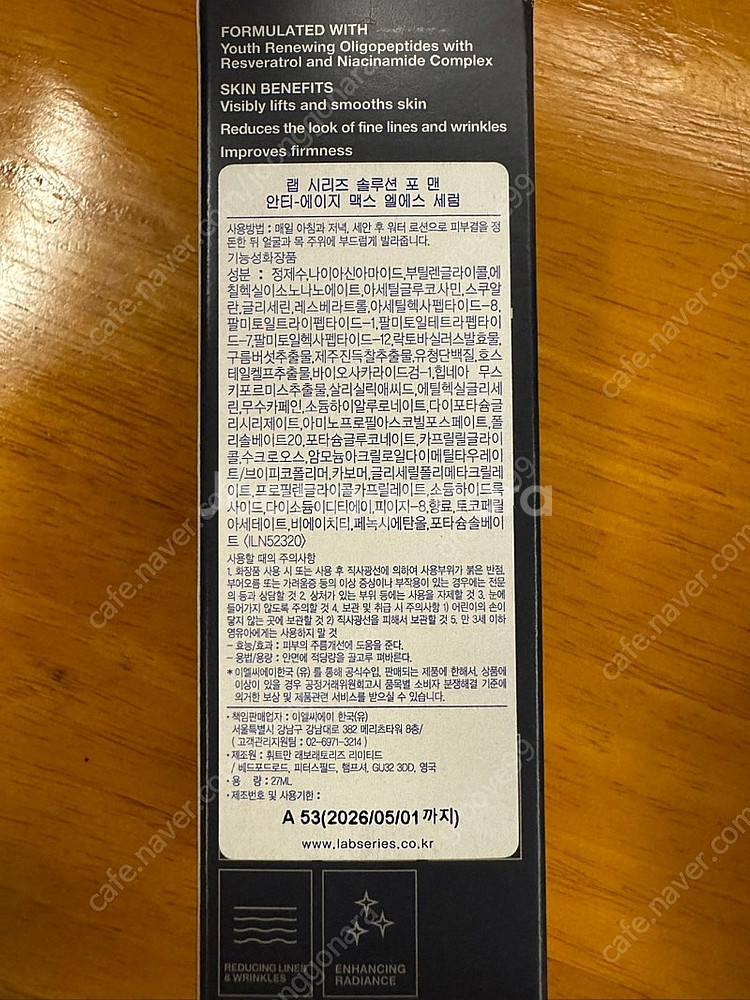 FORMULATED WITH
Youth Renewing Oligopeptides with
Resveratrol and Niacinamide Complex
SKIN BENEFITS
Visibly lifts and smooths skin
Reduces the look of fine lines and wrinkles
Improves firmness
랩 시리즈 솔루션 포 맨
안티-에이지 맥스 엘에스 세럼
사용방법 : 매일 아침과 저녁, 세안 후 워터 로션으로 피부결을 정
돈한 뒤 얼굴과 목 주위에 부드럽게 발라줍니다.
기능성화장품
성분 : 정제수,나이아신아마이드,부틸렌글라이콜,에
칠헥실이소노나노에이트,아세틸글루코사민,스쿠알
란,글리세린,레스베라트롤,아세틸헥사펩타이드-8,
팔미토일트라이펩타이드-1,팔미토일테트라펩타이
드-7,팔미토일헥사펩타이드-12,락토바실러스발효물,
구름버섯추출물,제주진득찰추출물,유청단백질,호스
테일켈프추출물,바이오사카라이드검-1,힙네아 무스
키포르미스추출물,살리실릭애씨드,에틸헥실글리세
린,무수카페인,소듐하이알루로네이트,다이포타슘글
리시리제이트,아미노프로필아스코빌포스페이트,폴
리솔베이트20,포타슘글루코네이트,카프릴릴글라이
콜,수크로오스,암모늄아크릴로일다이메틸타우레이
트/브이피코폴리머,카보머,글리세릴폴리메타크릴레
이트,프로필렌글라이콜카프릴레이트,소듐하이드록
사이드,다이소듐이디티에이,피이지-8,향료,토코페릴
아세테이트,비에이치티,페녹시에탄올,포타슘솔베이
트 <ILN52320>
사용할 때의 주의사항
1. 화장품 사용 시 또는 사용 후 직사광선에 의하여 사용부위가 붉은 반점,
부어오름 또는 가려움증 등의 이상 증상이나 부작용이 있는 경우에는 전문
의 등과 상담할 것 2. 상처가 있는 부위 등에는 사용을 자제할 것 3. 눈에
들어가지 않도록 주의할 것 4. 보관 및 취급 시 주의사항 1) 어린이의 손이
닿지 않는 곳에 보관할 것 2) 직사광선을 피해서 보관할 것 5. 만 3세 이하
영유아에게는 사용하지 말 것
- 효능/효과 : 피부의 주름개선에 도움을 준다.
- 용법/용량 : 안면에 적당량을 골고루 펴바른다.
* 이엘씨에이한국 (유) 를 통해 공식수입, 판매되는 제품에 한해서, 상품에
이상이 있을 경우 공정거래위원회고시 품목별 소비자 분쟁해결 기준에
의거한 보상 및 제품관련 서비스를 받으실 수 있습니다.
· 책임판매업자 : 이엘씨에이 한국(유)
서울특별시 강남구 강남대로 382 메리츠타워 8층/
( 고객관리지원팀 : 02-6971-3214 )
· 제조원 : 휘트만 래보래토리즈 리미티드
/ 베드포드로드, 피터스필드, 햄프셔, GU32 3DD, 영국
· 용 량 : 27ML
· 제조번호 및 사용기한 :
A 53(2026/05/01까지)
www.labseries.co.kr
REDUCING LINES
& WRINKLES
ENHANCING
RADIANCE
cafe.naver.com